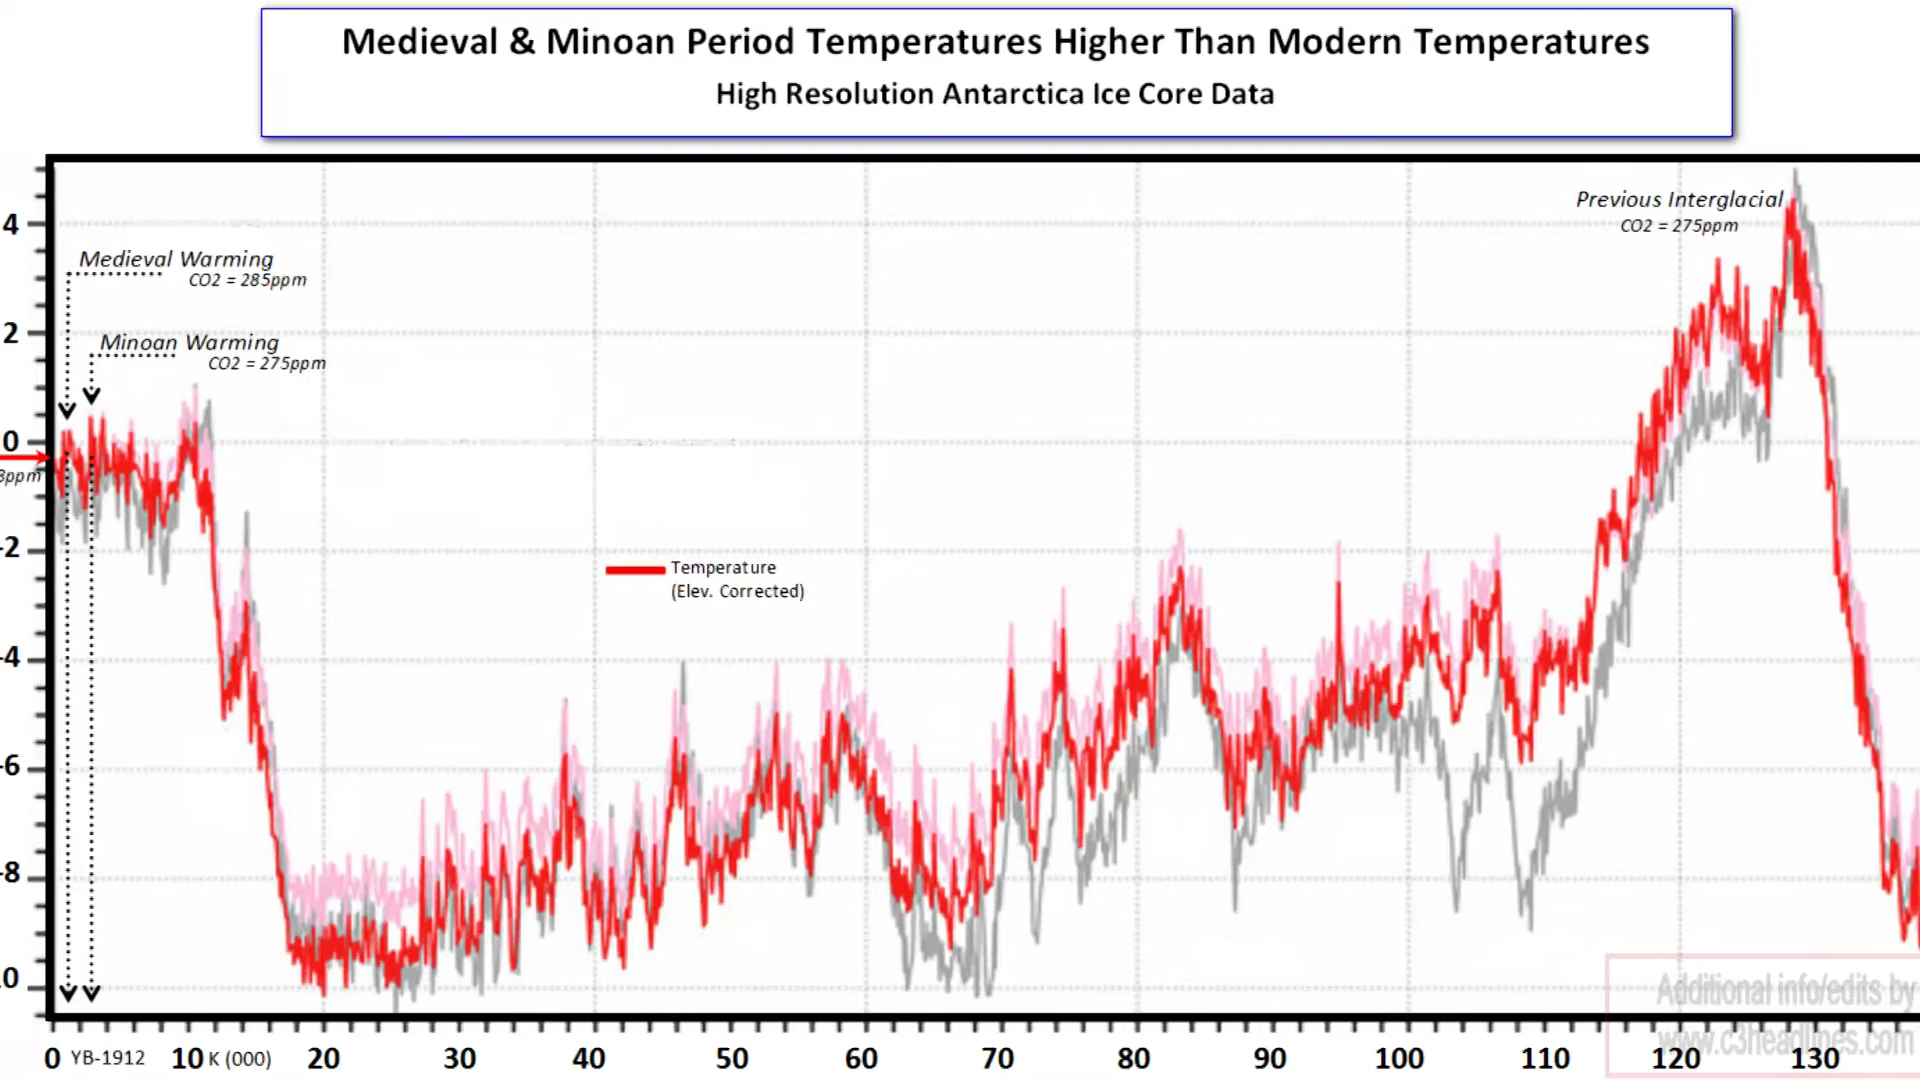 Medieval & Minoan Period Temperatures Higher Than Modern Temperatures
High Resolution Antarctica Ice Core Data
Previous Interglacial
CO2 = 275ppm
Medieval Warming
CO2 = 285ppm
Minoan Warming
CO2 = 275ppm
4
2
0
8ppm
-2
-4
-6
-8
0
Temperature
(Elev. Corrected)
Additional info/edits by
www.c3headlines.com
0 YB-1912 10 K (000) 20 30 40 50 60 70 80 90 100 110 120 130